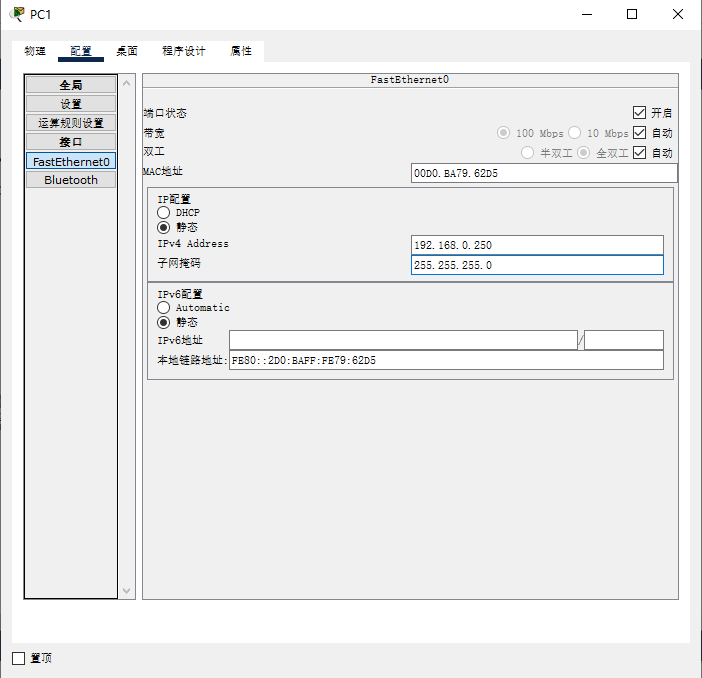 PC1
物理 配置 桌面 程序设计 属性
全局
设置
运算规则设置
接口
FastEthernet0
Bluetooth
FastEthernet0
端口状态 开启
带宽 100 Mbps 10 Mbps 自动
双工 半双工 全双工 自动
MAC地址 00D0.BA79.62D5
IP配置
DHCP
静态
IPv4 Address 192.168.0.250
子网掩码 255.255.255.0
IPv6配置
Automatic
静态
IPv6地址 /
本地链路地址: FE80::2D0:BAFF:FE79:62D5
置顶